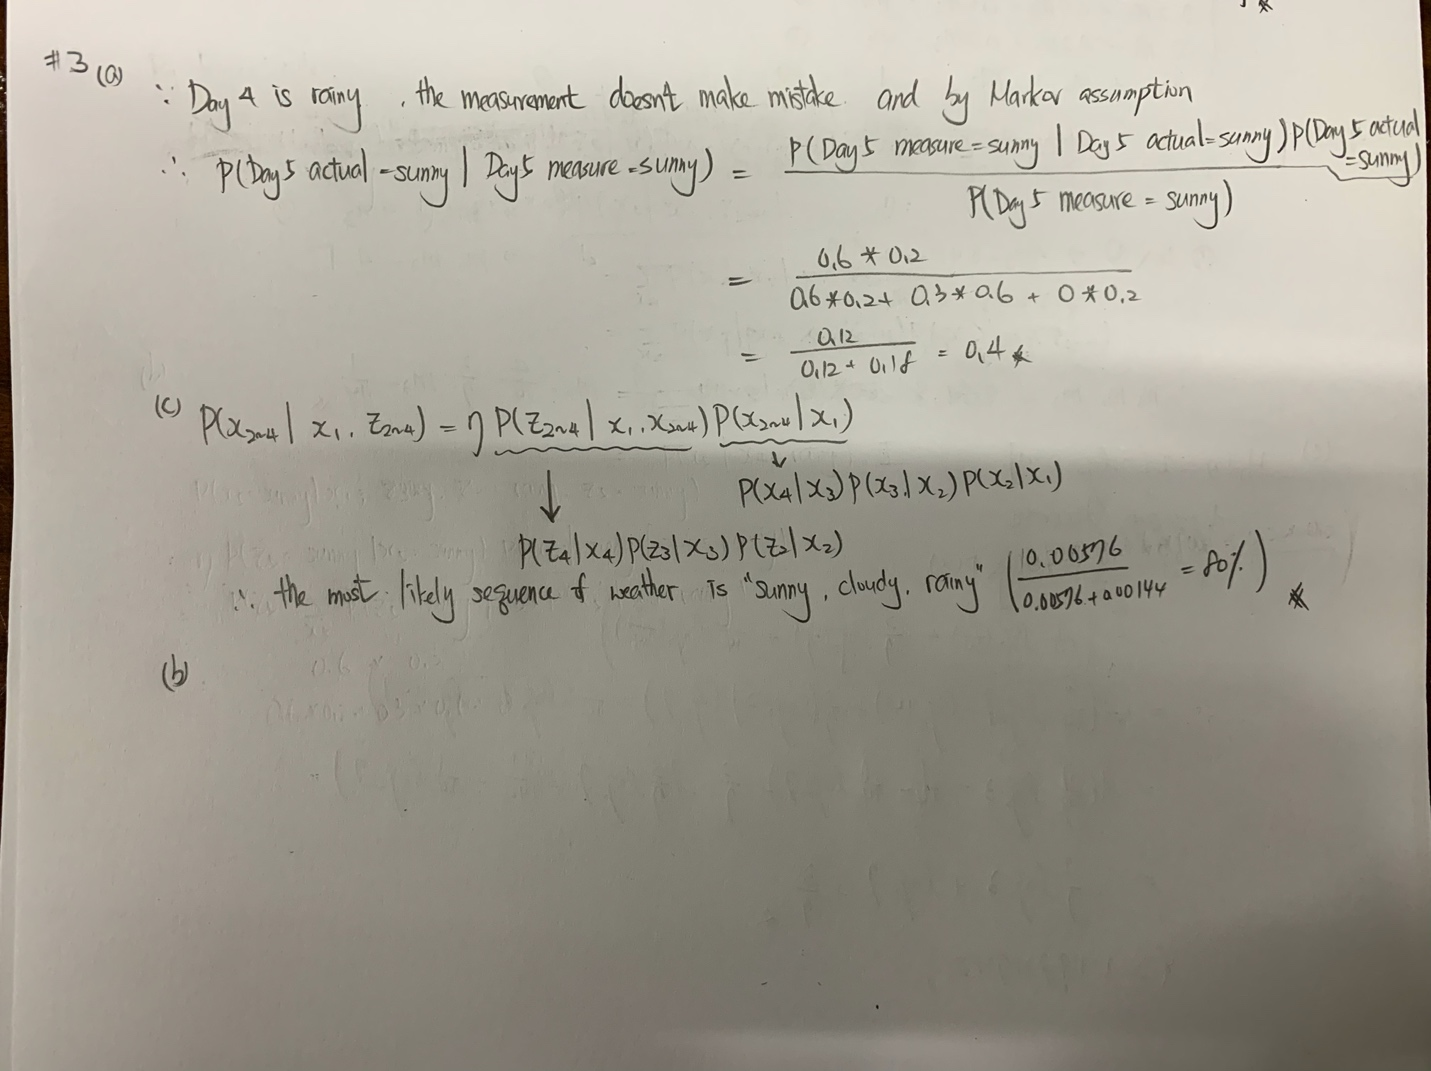 #3 (a)
∵ Day 4 is rainy, the measurement doesn't make mistake. and by Markov assumption
∴ P(Day5 actual = sunny | Day5 measure = sunny) = P(Day5 measure = sunny | Day5 actual = sunny) P(Day5 actual = sunny) / P(Day5 measure = sunny)
= 0.6 * 0.2 / 0.6*0.2 + 0.3*0.6 + 0*0.2
= 0.12 / 0.12 + 0.18 = 0.4 *
(c) P(x2~4 | x1, z2~4) = η P(z2~4 | x1, x2~4) P(x2~4 | x1)
↓ ↓ P(x4|x3) P(x3|x2) P(x2|x1)
P(z4|x4) P(z3|x3) P(z2|x2)
∴ the most likely sequence of weather is "sunny, cloudy, rainy" (0.00576 / 0.00576 + 0.00144 = 80%) *
(b)